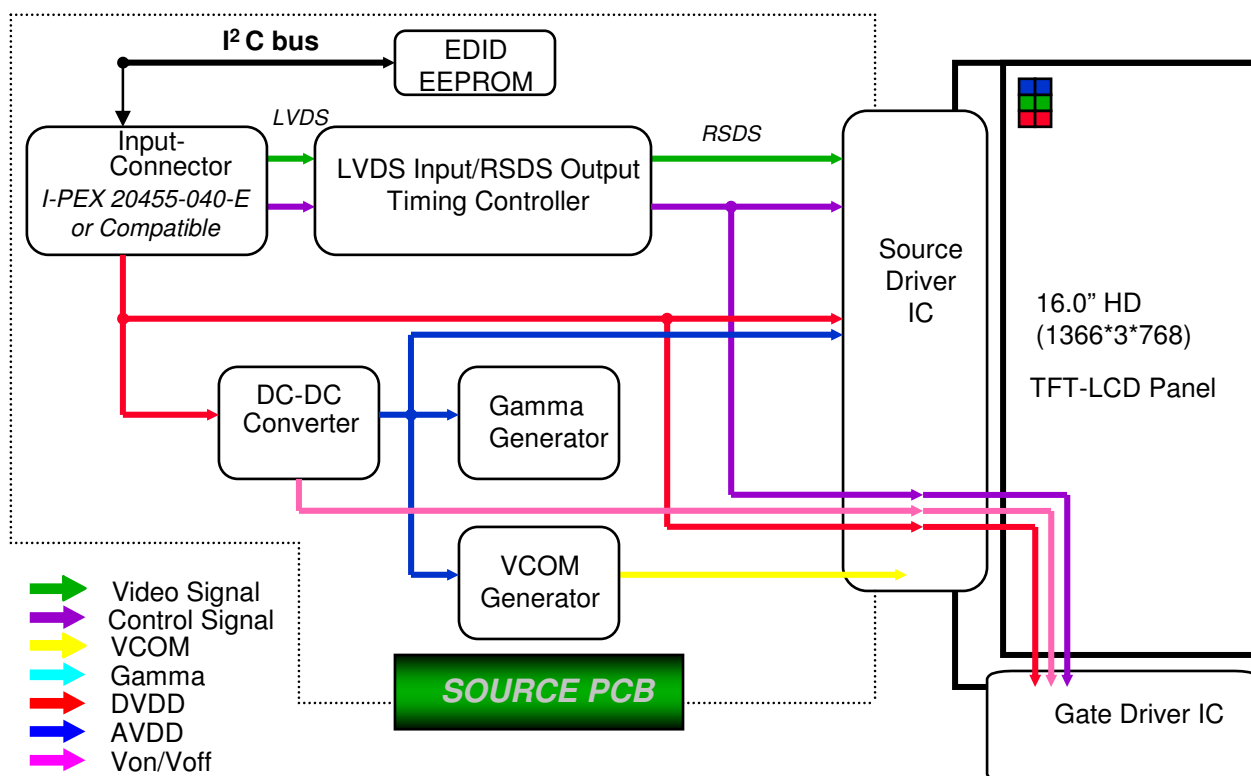 I² C bus
EDID
EEPROM
LVDS
RSDS
Input-
Connector
I-PEX 20455-040-E
or Compatible
LVDS Input/RSDS Output
Timing Controller
Source
Driver
IC
16.0” HD
(1366*3*768)
TFT-LCD Panel
DC-DC
Converter
Gamma
Generator
VCOM
Generator
Video Signal
Control Signal
VCOM
Gamma
DVDD
AVDD
Von/Voff
SOURCE PCB
Gate Driver IC